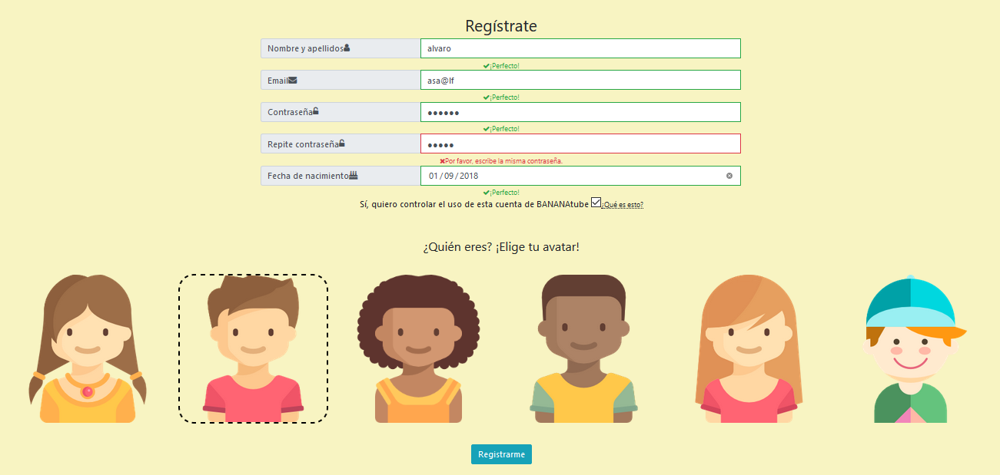 Regístrate
Nombre y apellidos alvaro
¡Perfecto!
Email asa@lf
¡Perfecto!
Contraseña ••••••
¡Perfecto!
Repite contraseña •••••
Por favor, escribe la misma contraseña.
Fecha de nacimiento 01/09/2018
¡Perfecto!
Sí, quiero controlar el uso de esta cuenta de BANANAtube ¿Qué es esto?
¿Quién eres? ¡Elige tu avatar!
Registrarme